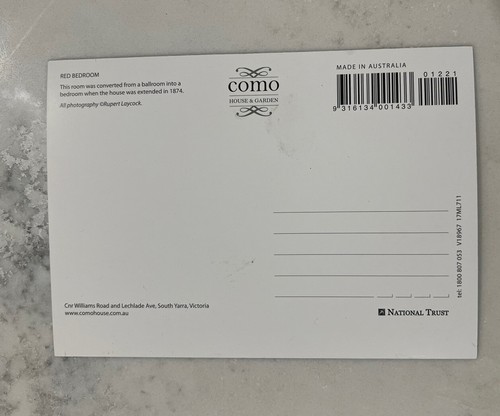 RED BEDROOM
This room was converted from a ballroom into a
bedroom when the house was extended in 1874.
All photography ©Rupert Laycock.
como
HOUSE & GARDEN
MADE IN AUSTRALIA
01221
9 316134 001433
tel: 1800 807 053 V18967 17ML711
Cnr Williams Road and Lechlade Ave, South Yarra, Victoria
www.comohouse.com.au
NATIONAL TRUST